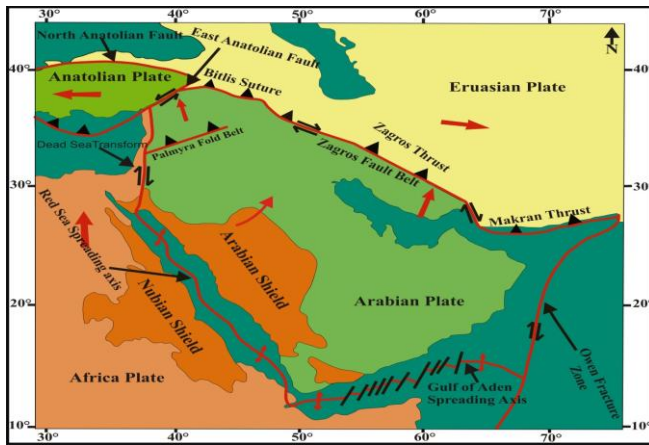 30° 40° 50° 60° 70°
North Anatolian Fault
East Anatolian Fault
N
40° 40°
Anatolian Plate
Bitlis Suture
Eruasian Plate
Dead SeaTransform
Palmyra Fold Belt
Zagros Thrust
Zagros Fault Belt
30° 30°
Makran Thrust
Red Sea Spreading axis
Arabian Shield
Nubian Shield
Arabian Plate
20° 20°
Owen Fracture
Zone
Africa Plate
Gulf of Aden
Spreading Axis
10° 10°
30° 40° 50° 60° 70°